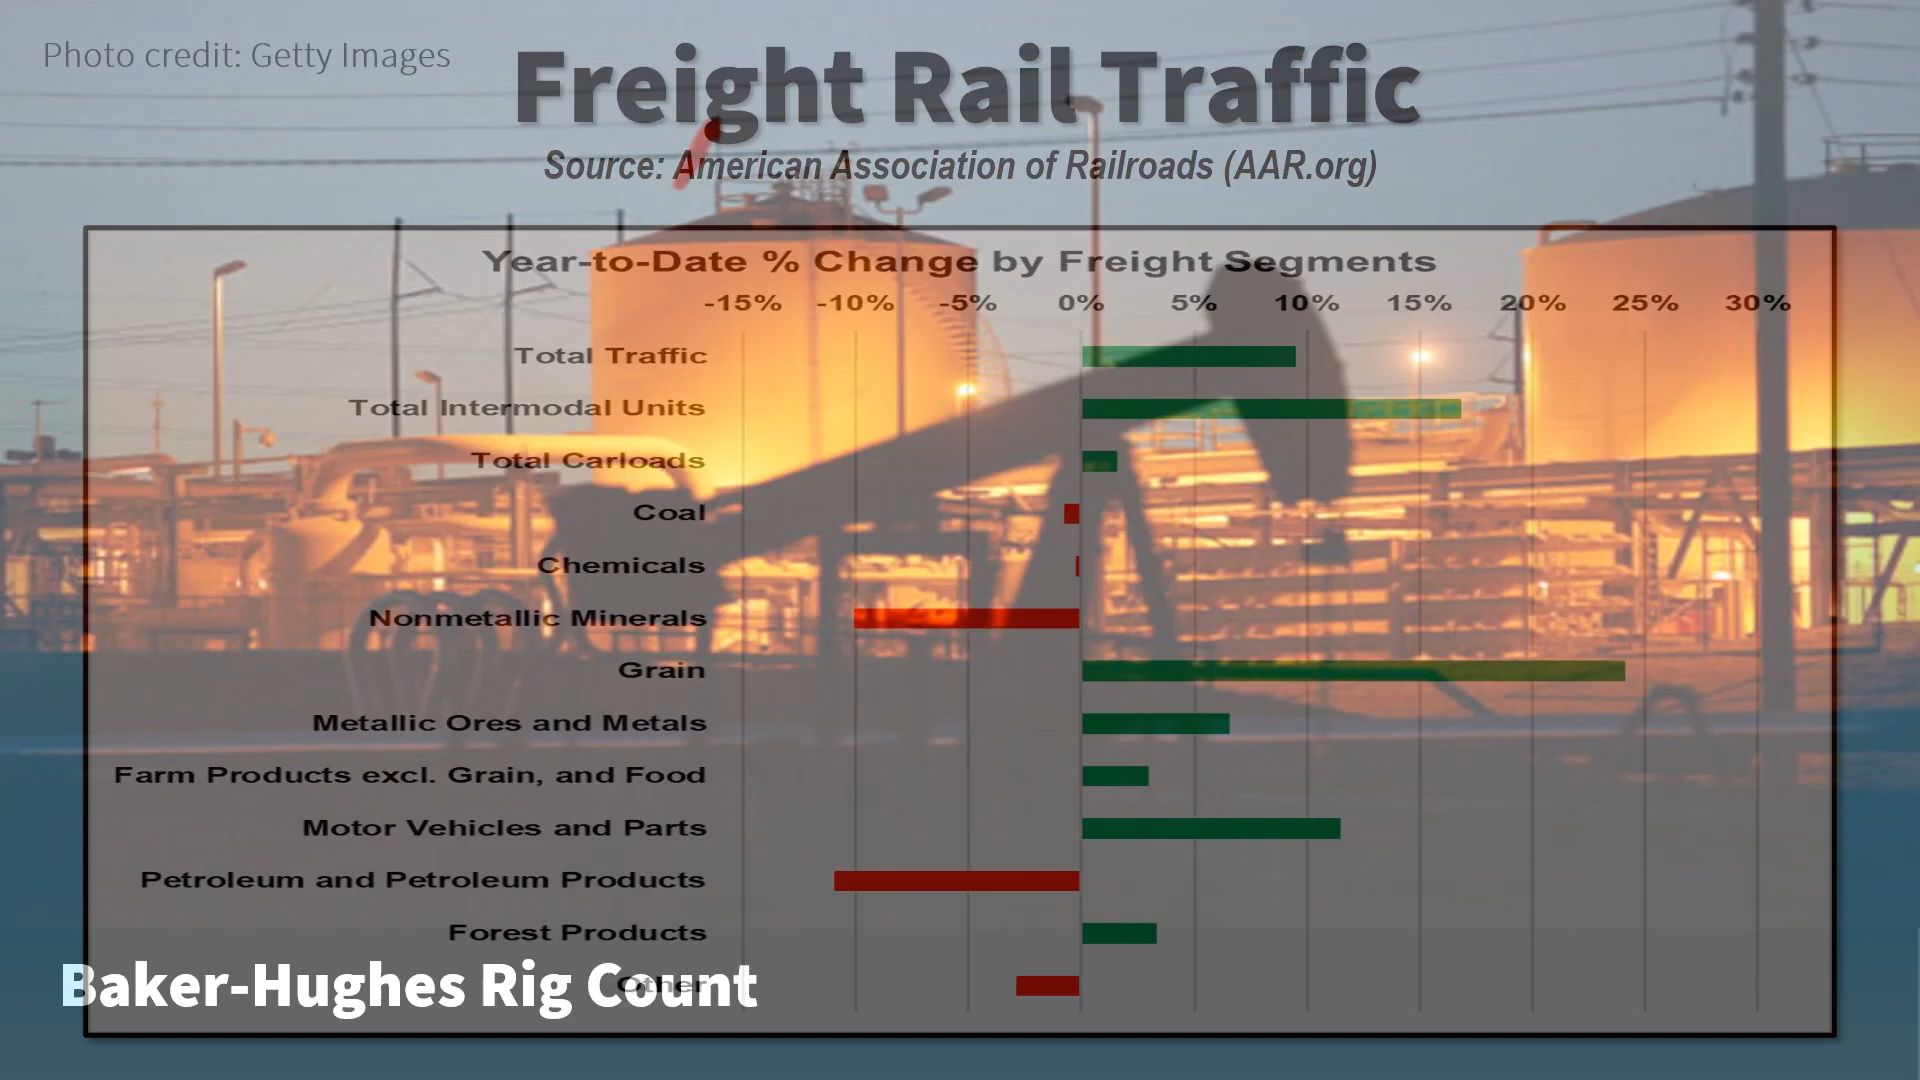 Photo credit: Getty Images
Freight Rail Traffic
Source: American Association of Railroads (AAR.org)
Year-to-Date % Change by Freight Segments
-15% -10% -5% 0% 5% 10% 15% 20% 25% 30%
Total Traffic
Total Intermodal Units
Total Carloads
Coal
Chemicals
Nonmetallic Minerals
Grain
Metallic Ores and Metals
Farm Products excl. Grain, and Food
Motor Vehicles and Parts
Petroleum and Petroleum Products
Forest Products
Other
Baker-Hughes Rig Count